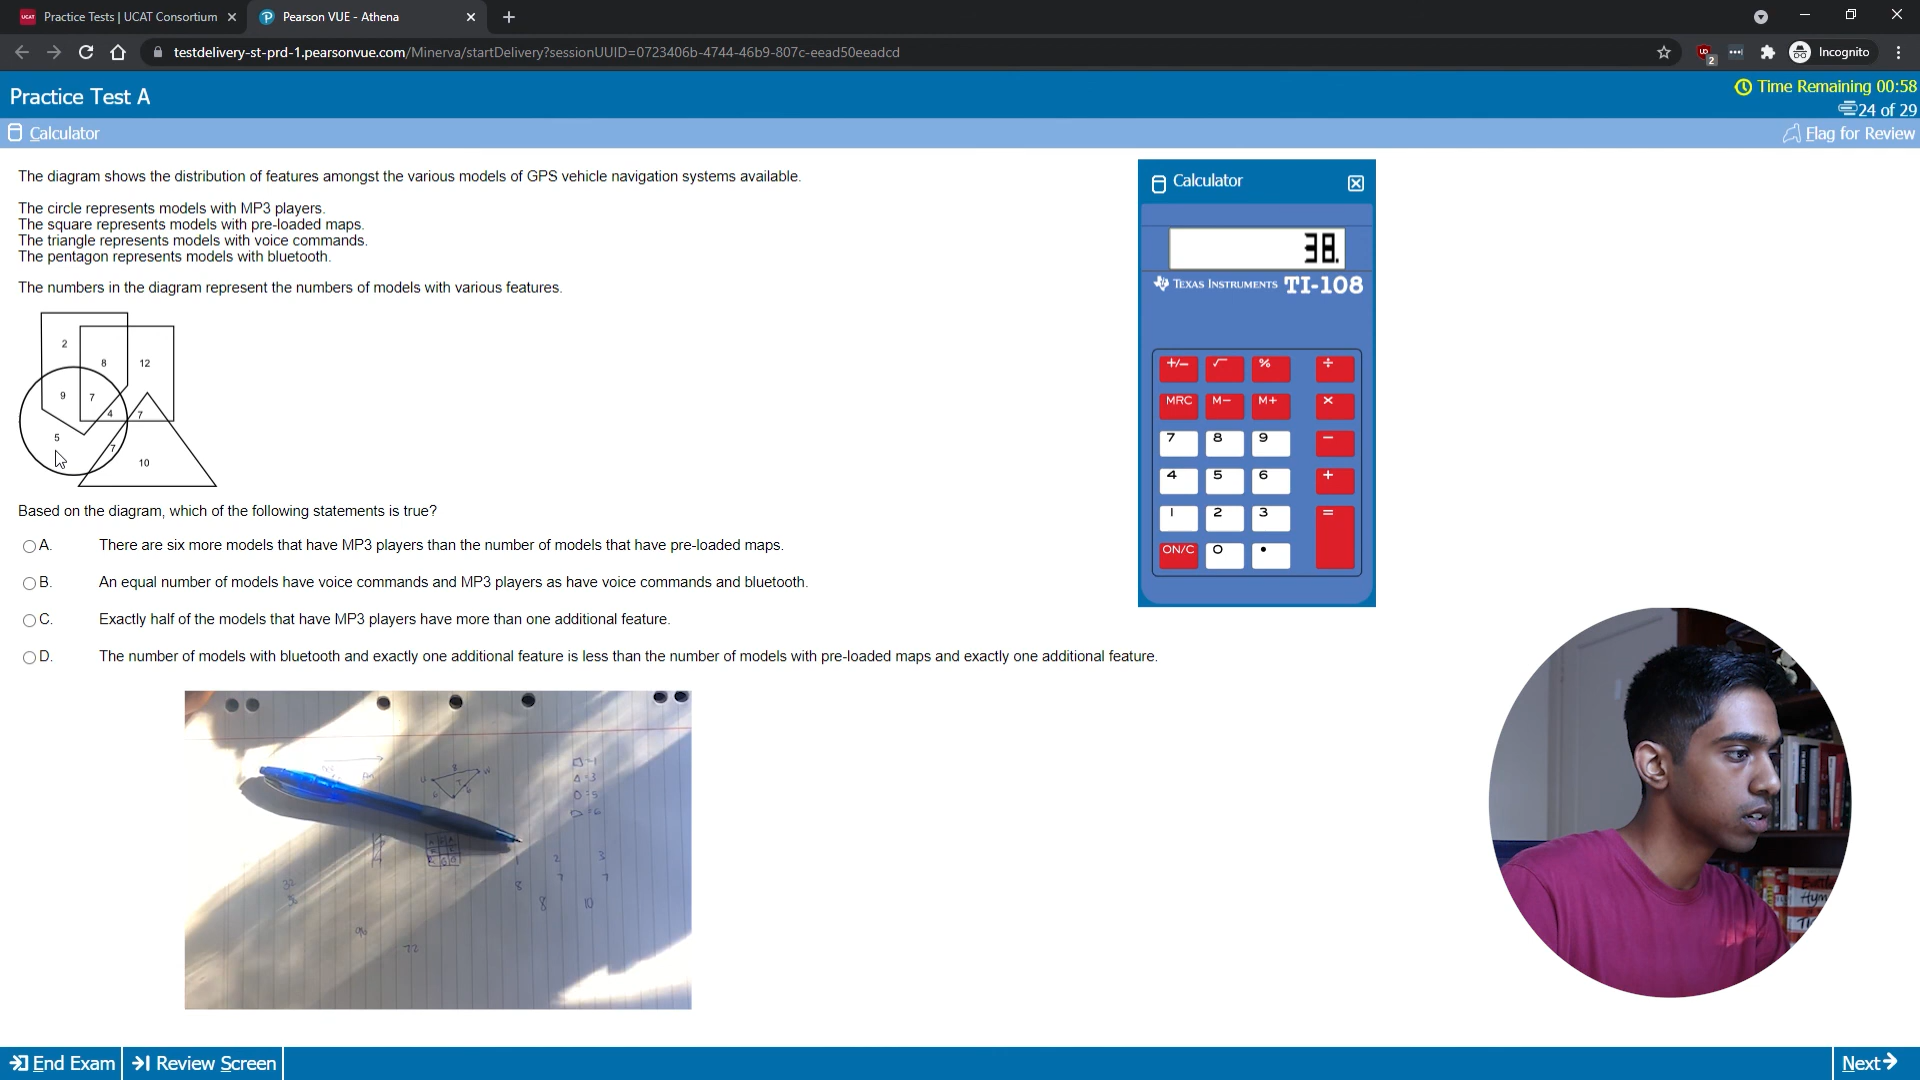 Practice Tests | UCAT Consortium
Pearson VUE - Athena
testdelivery-st-prd-1.pearsonvue.com/Minerva/startDelivery?sessionUUID=0723406b-4744-46b9-807c-eead50eeadcd
2
Incognito
Practice Test A
Time Remaining 00:58
24 of 29
Calculator
Flag for Review
The diagram shows the distribution of features amongst the various models of GPS vehicle navigation systems available.
The circle represents models with MP3 players.
The square represents models with pre-loaded maps.
The triangle represents models with voice commands.
The pentagon represents models with bluetooth.
The numbers in the diagram represent the numbers of models with various features.
2
8
12
9
7
4
7
5
7
10
Based on the diagram, which of the following statements is true?
A. There are six more models that have MP3 players than the number of models that have pre-loaded maps.
B. An equal number of models have voice commands and MP3 players as have voice commands and bluetooth.
C. Exactly half of the models that have MP3 players have more than one additional feature.
D. The number of models with bluetooth and exactly one additional feature is less than the number of models with pre-loaded maps and exactly one additional feature.
Calculator
38.
TEXAS INSTRUMENTS TI-108
+/− √ % ÷
MRC M− M+ ×
7 8 9 −
4 5 6 +
1 2 3 =
ON/C 0 •
1 2 3
8 7 7
8 10
96
72
End Exam
Review Screen
Next